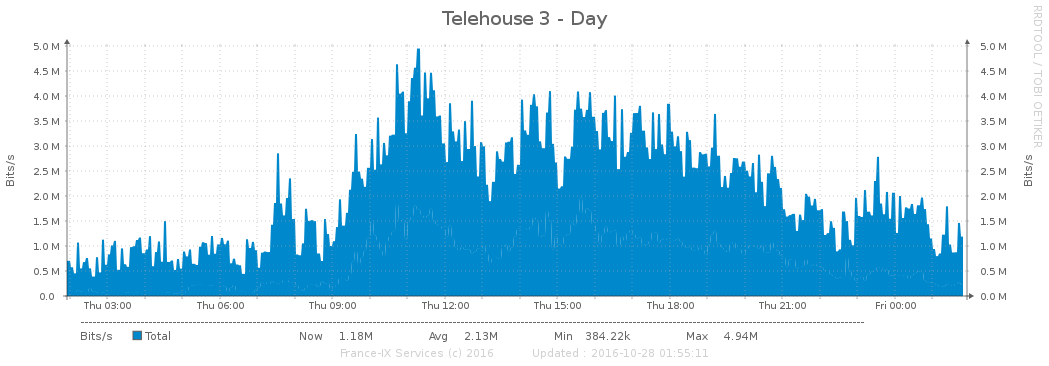 Telehouse 3 - Day
RRDTOOL / TOBI OETIKER
Bits/s
5.0 M
4.5 M
4.0 M
3.5 M
3.0 M
2.5 M
2.0 M
1.5 M
1.0 M
0.5 M
0.0
5.0 M
4.5 M
4.0 M
3.5 M
3.0 M
2.5 M
2.0 M
1.5 M
1.0 M
0.5 M
0.0 M
Bits/s
Thu 03:00 Thu 06:00 Thu 09:00 Thu 12:00 Thu 15:00 Thu 18:00 Thu 21:00 Fri 00:00
Bits/s Total Now 1.18M Avg 2.13M Min 384.22k Max 4.94M
France-IX Services (c) 2016 Updated : 2016-10-28 01:55:11